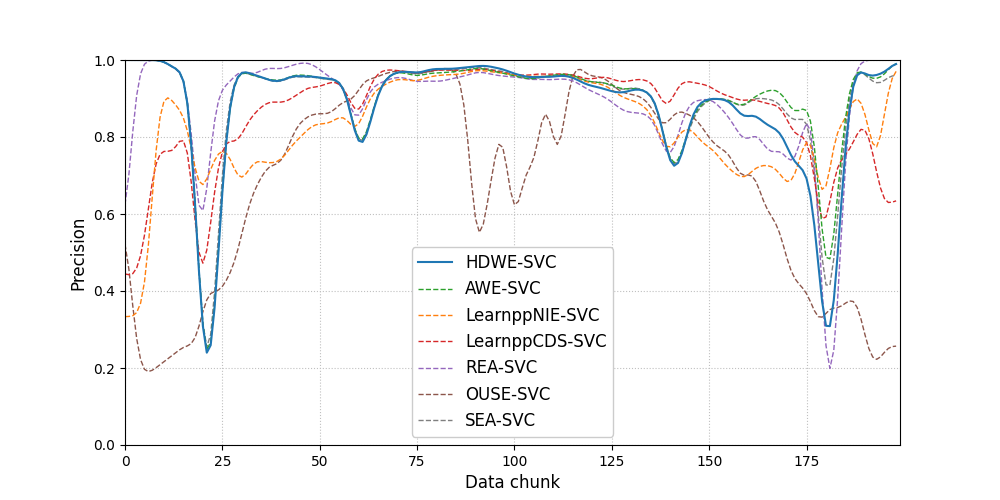 1.0
0.8
0.6
0.4
0.2
0.0
Precision
0
25
50
75
100
125
150
175
Data chunk
HDWE-SVC
AWE-SVC
LearnppNIE-SVC
LearnppCDS-SVC
REA-SVC
OUSE-SVC
SEA-SVC